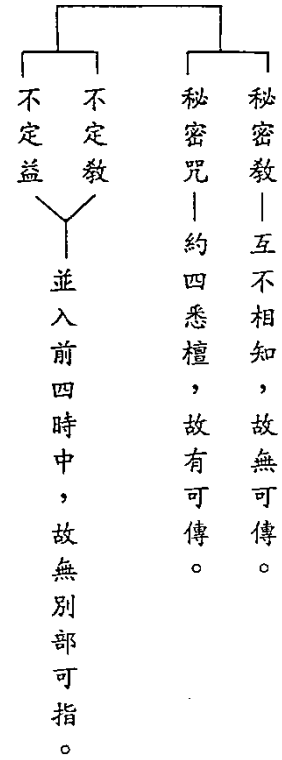 秘密教
互不相知，故無可傳。
秘密咒
約四悉檀，故有可傳。
不定教
不定益
並入前四時中，故無別部可指。